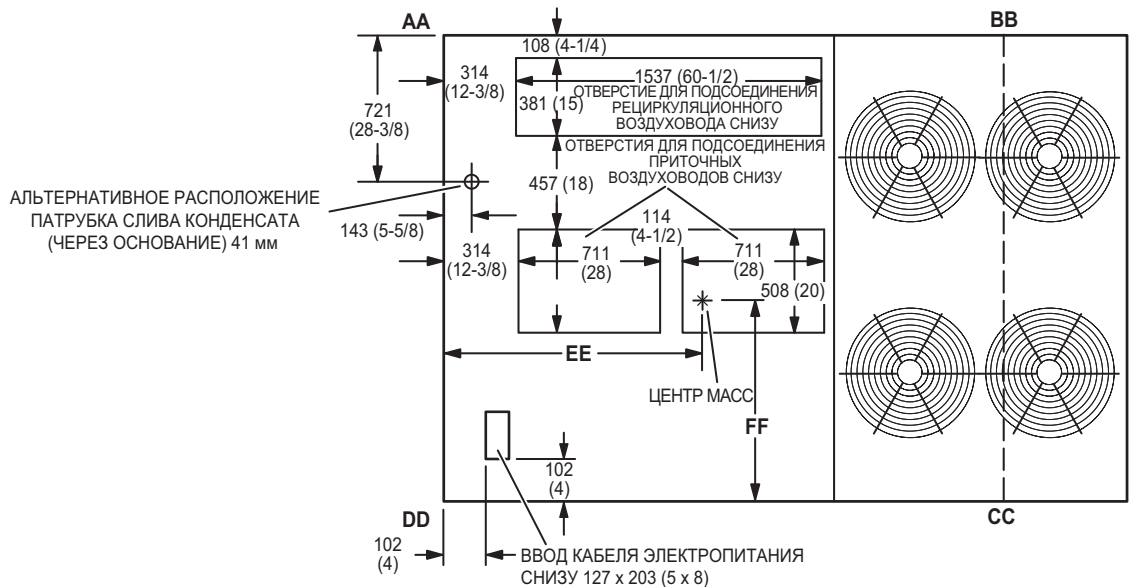 AA
BB
108 (4-1/4)
314
(12-3/8)
1537 (60-1/2)
721
(28-3/8)
381 (15)
ОТВЕРСТИЕ ДЛЯ ПОДСОЕДИНЕНИЯ
РЕЦИРКУЛЯЦИОННОГО
ВОЗДУХОВОДА СНИЗУ
ОТВЕРСТИЯ ДЛЯ ПОДСОЕДИНЕНИЯ
ПРИТОЧНЫХ
ВОЗДУХОВОДОВ СНИЗУ
457 (18)
АЛЬТЕРНАТИВНОЕ РАСПОЛОЖЕНИЕ
ПАТРУБКА СЛИВА КОНДЕНСАТА
(ЧЕРЕЗ ОСНОВАНИЕ) 41 мм
143 (5-5/8)
114
(4-1/2)
314
(12-3/8)
711
(28)
711
(28)
508 (20)
EE
ЦЕНТР МАСС
FF
102
(4)
DD
CC
102
(4)
ВВОД КАБЕЛЯ ЭЛЕКТРОПИТАНИЯ
СНИЗУ 127 x 203 (5 x 8)